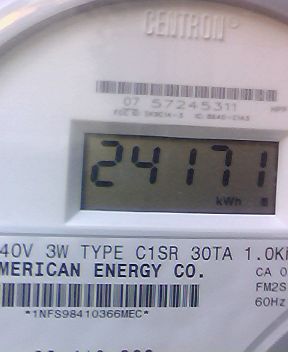 CENTRON®
07 57245311
24171
kWh
40V 3W TYPE C1SR 30TA 1.0K
MERICAN ENERGY CO.
CA 0
FM2S
60Hz
*1NFS98410366MEC*